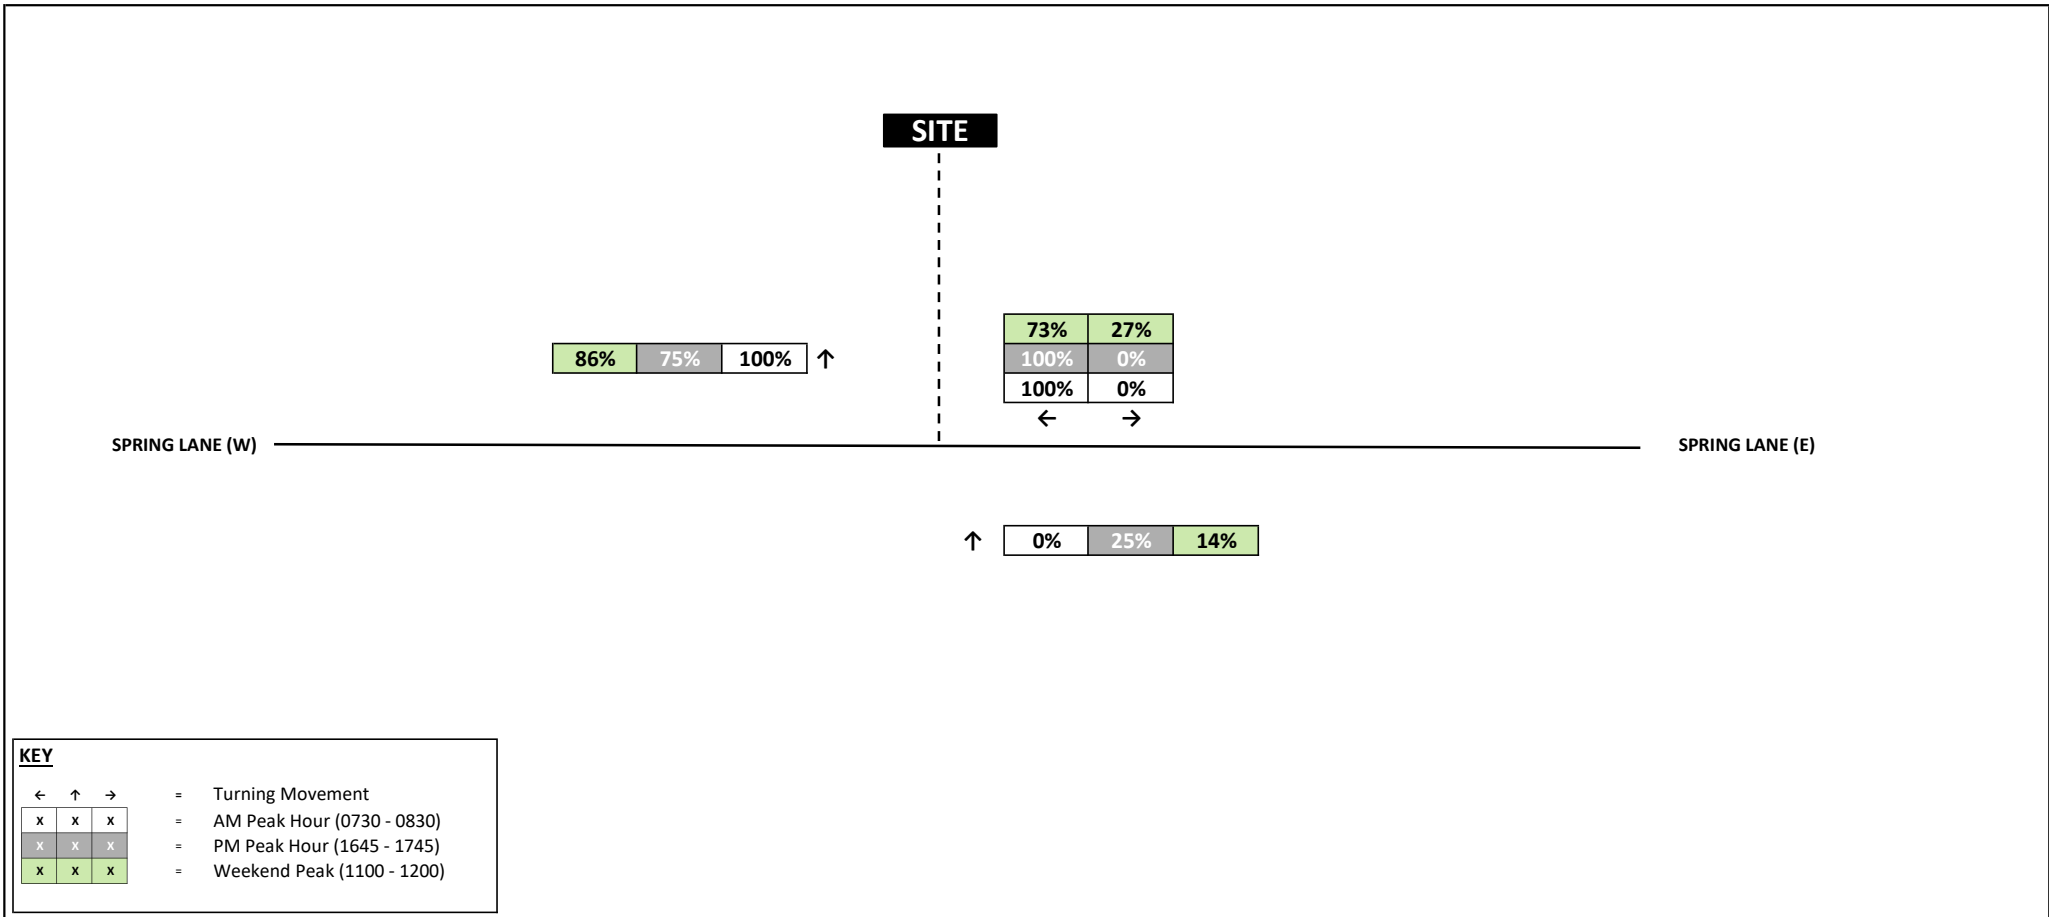 SITE
73% 27%
86% 75% 100% ↑
100% 0%
100% 0%
← →
SPRING LANE (W)
SPRING LANE (E)
↑ 0% 25% 14%
KEY
← ↑ → = Turning Movement
x x x = AM Peak Hour (0730 - 0830)
x x x = PM Peak Hour (1645 - 1745)
x x x = Weekend Peak (1100 - 1200)